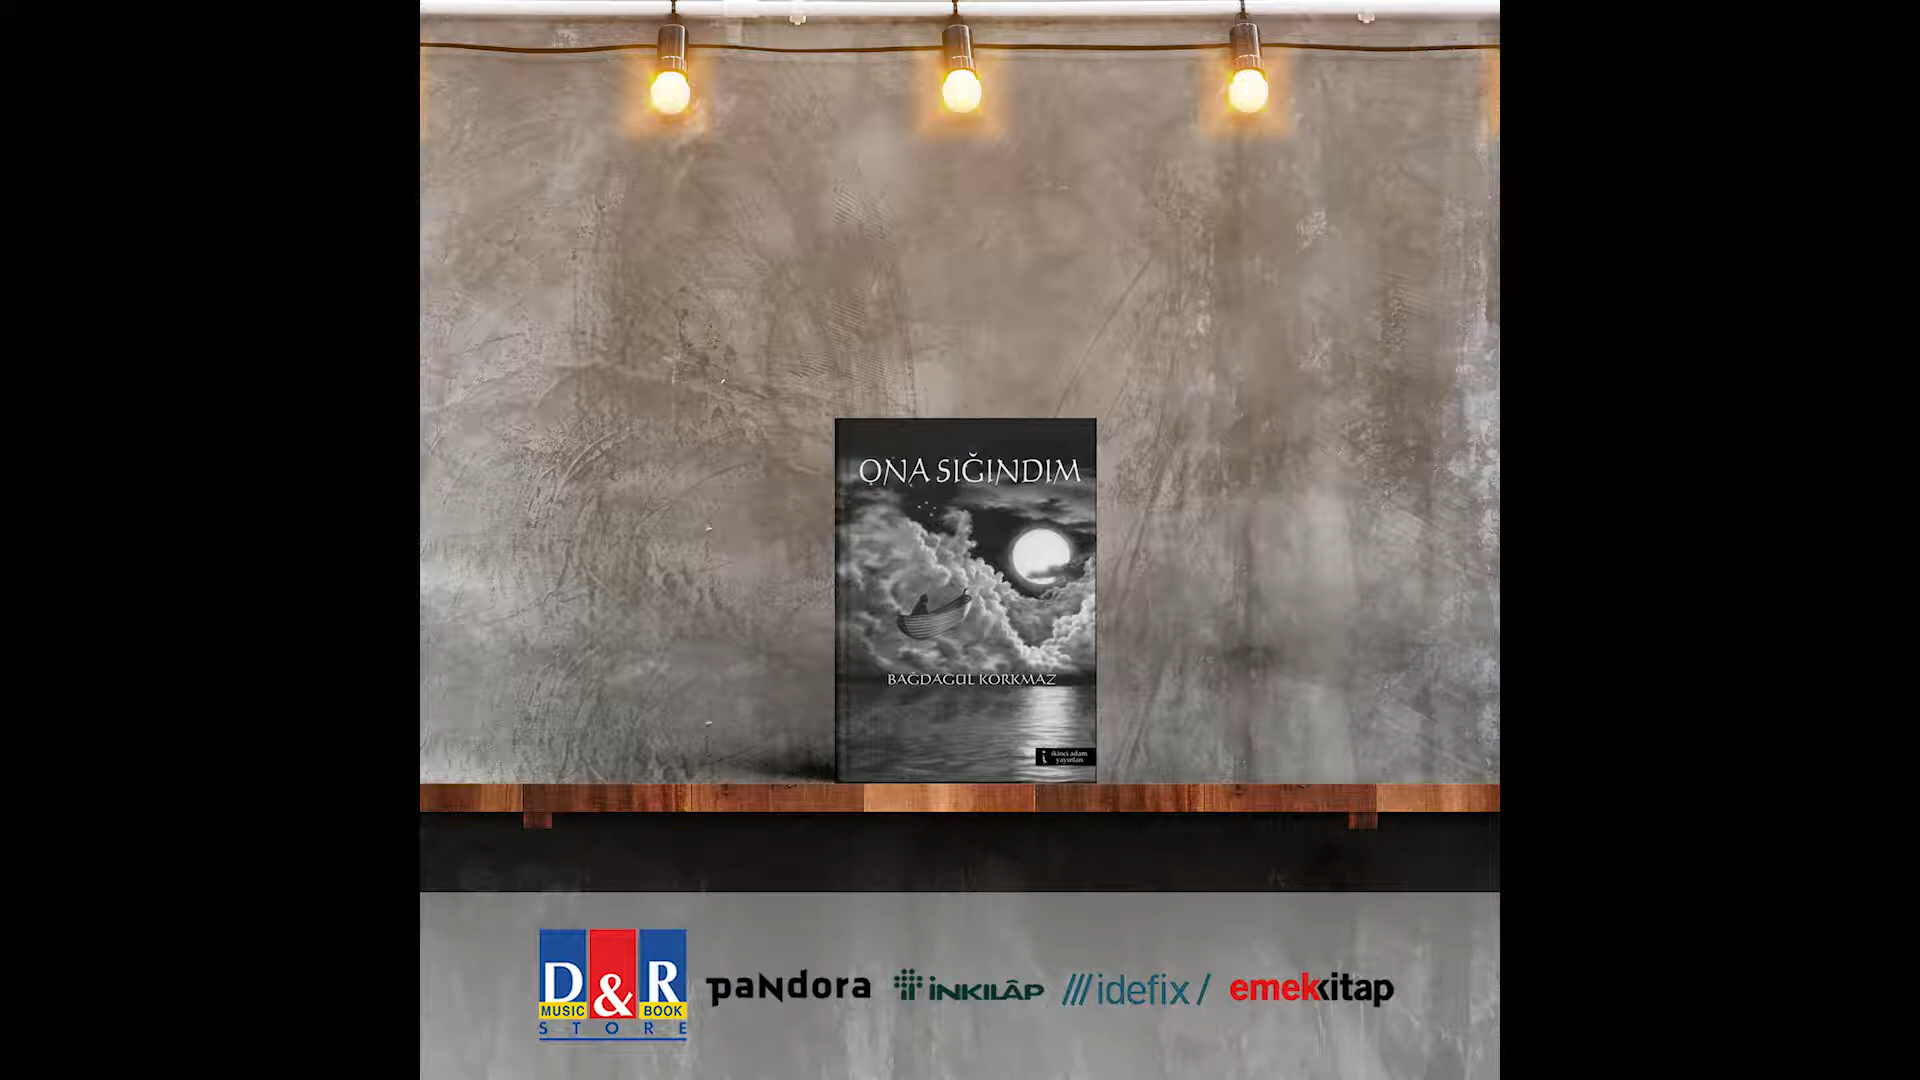 ONA SIĞINDIM
BAĞDAGÜL KORKMAZ
ikinci adam
yayınları
D&R
MUSIC BOOK
STORE
paNdora
İNKILÂP
///idefix/
emekkitap